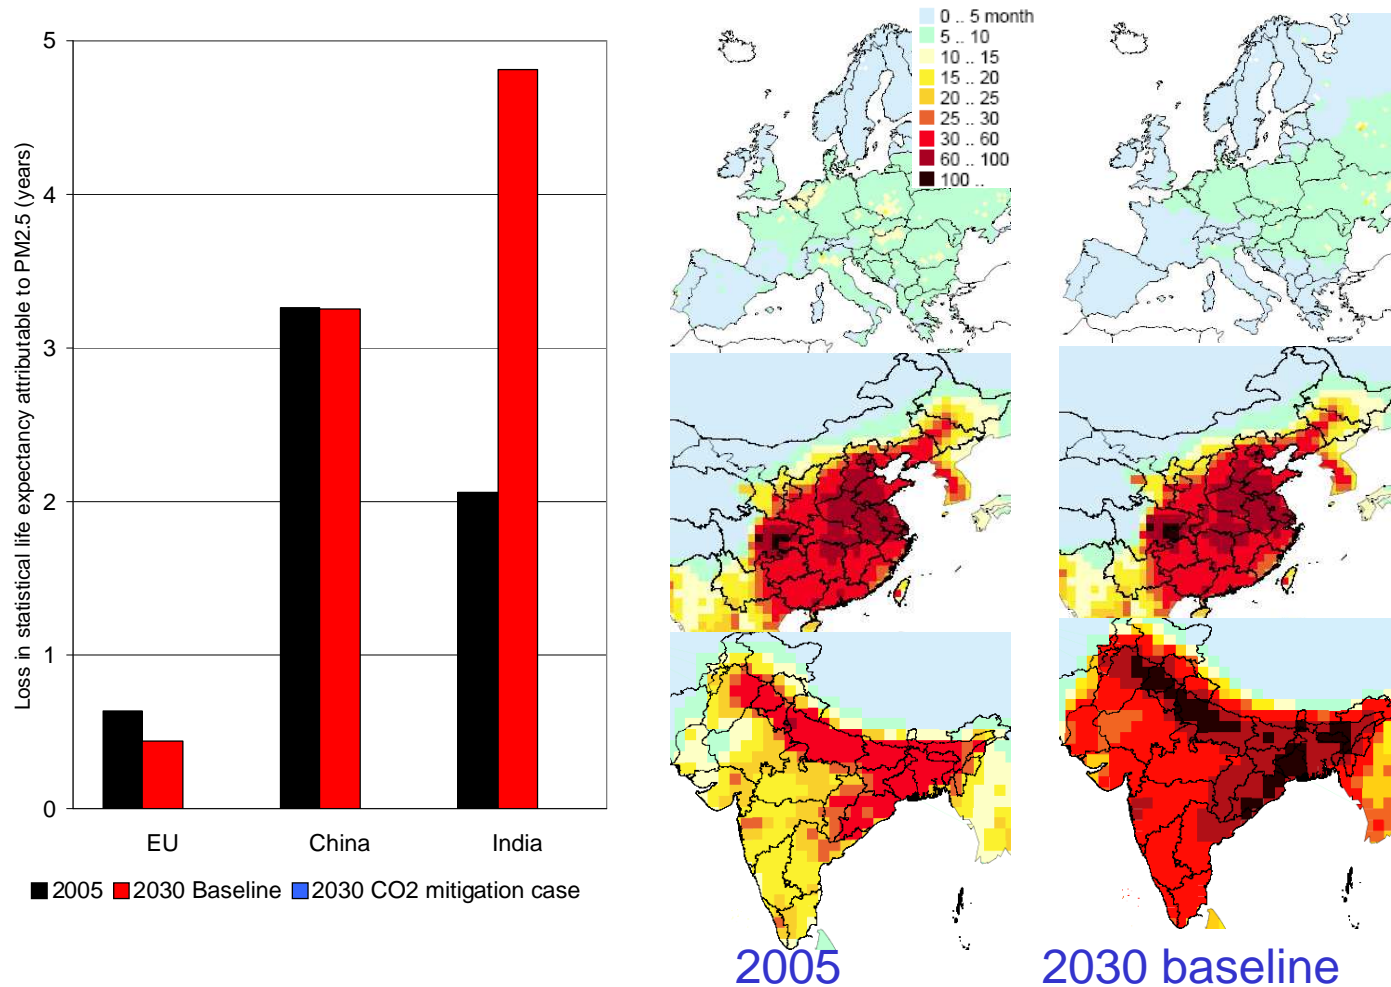 5
4
3
2
1
0
Loss in statistical life expectancy attributable to PM2.5 (years)
EU China India
2005 2030 Baseline 2030 CO2 mitigation case
0 .. 5 month
5 .. 10
10 .. 15
15 .. 20
20 .. 25
25 .. 30
30 .. 60
60 .. 100
100 ..
2005 2030 baseline